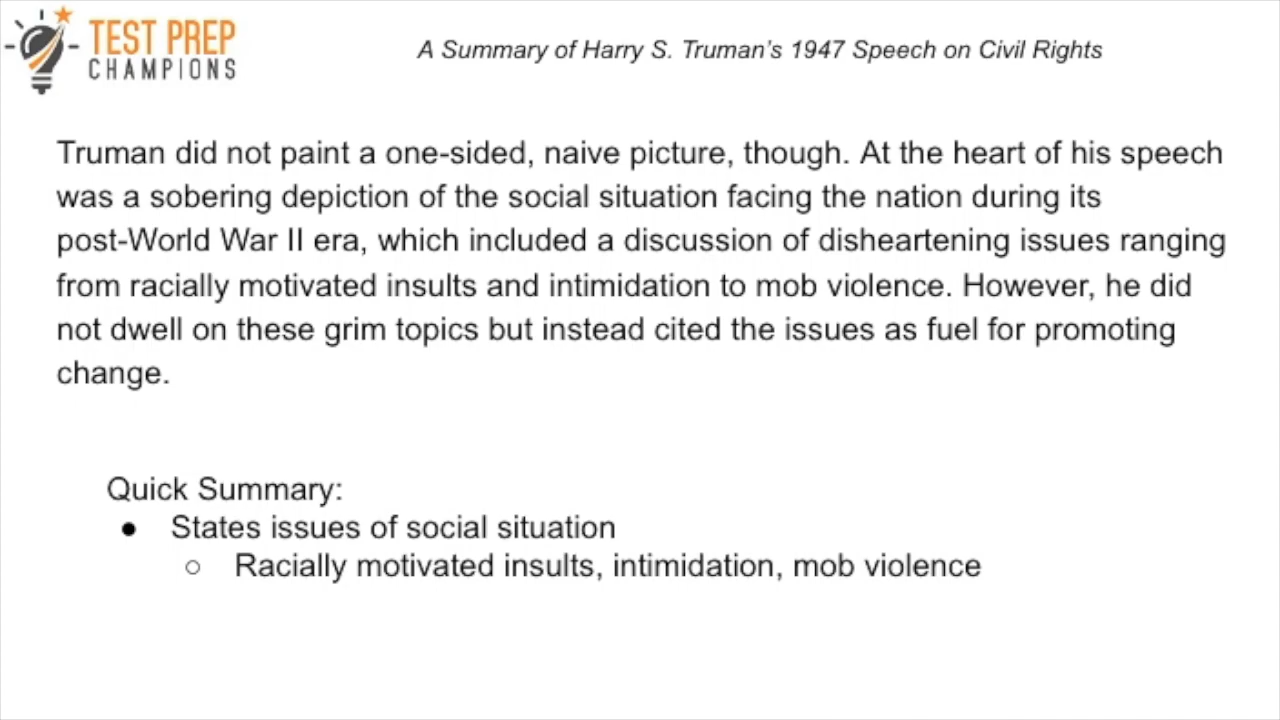 TEST PREP
CHAMPIONS
A Summary of Harry S. Truman's 1947 Speech on Civil Rights
Truman did not paint a one-sided, naive picture, though. At the heart of his speech
was a sobering depiction of the social situation facing the nation during its
post-World War II era, which included a discussion of disheartening issues ranging
from racially motivated insults and intimidation to mob violence. However, he did
not dwell on these grim topics but instead cited the issues as fuel for promoting
change.
Quick Summary:
● States issues of social situation
○ Racially motivated insults, intimidation, mob violence